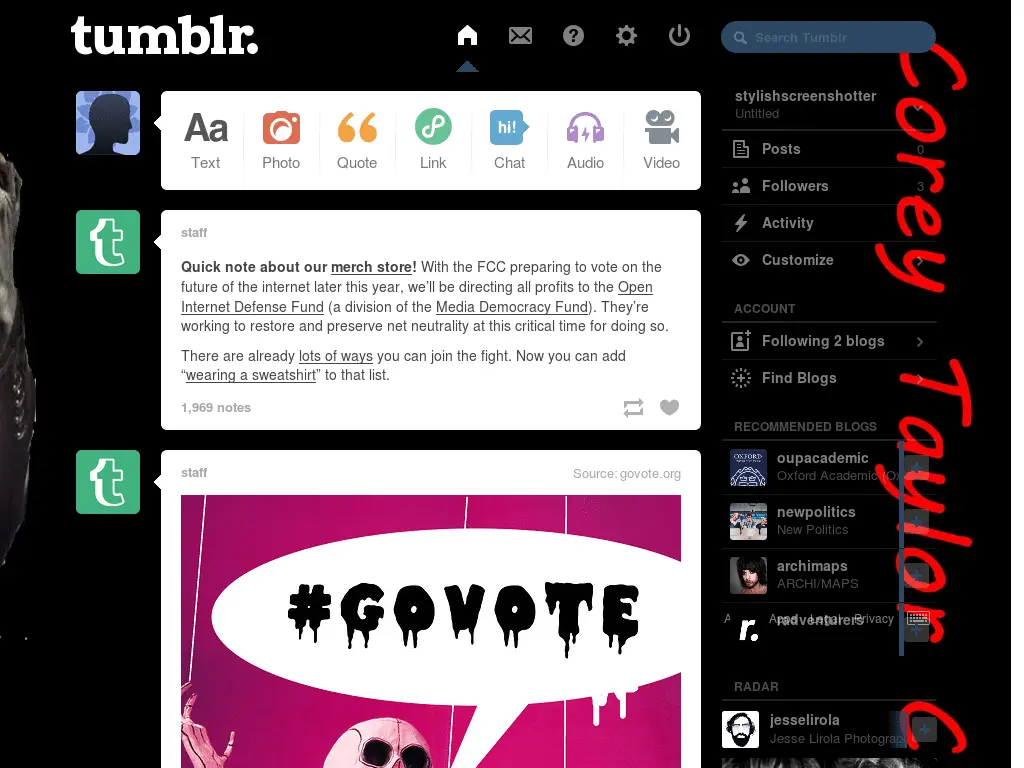 tumblr.
Search Tumblr
Aa
Text
Photo
Quote
Link
hi!
Chat
Audio
Video
staff
Quick note about our merch store! With the FCC preparing to vote on the
future of the internet later this year, we’ll be directing all profits to the Open
Internet Defense Fund (a division of the Media Democracy Fund). They’re
working to restore and preserve net neutrality at this critical time for doing so.
There are already lots of ways you can join the fight. Now you can add
“wearing a sweatshirt” to that list.
1,969 notes
staff
Source: govote.org
#GOVOTE
stylishscreenshotter
Untitled
Posts
0
Followers
3
Activity
Customize
ACCOUNT
Following 2 blogs
Find Blogs
RECOMMENDED BLOGS
OXFORD
oupacademic
Oxford Academic (Ox
newpolitics
New Politics
archimaps
ARCHI/MAPS
r.
radventurers
Apps
Legal
Privacy
RADAR
jesselirola
Jesse Lirola Photograp
Corey Taylor C